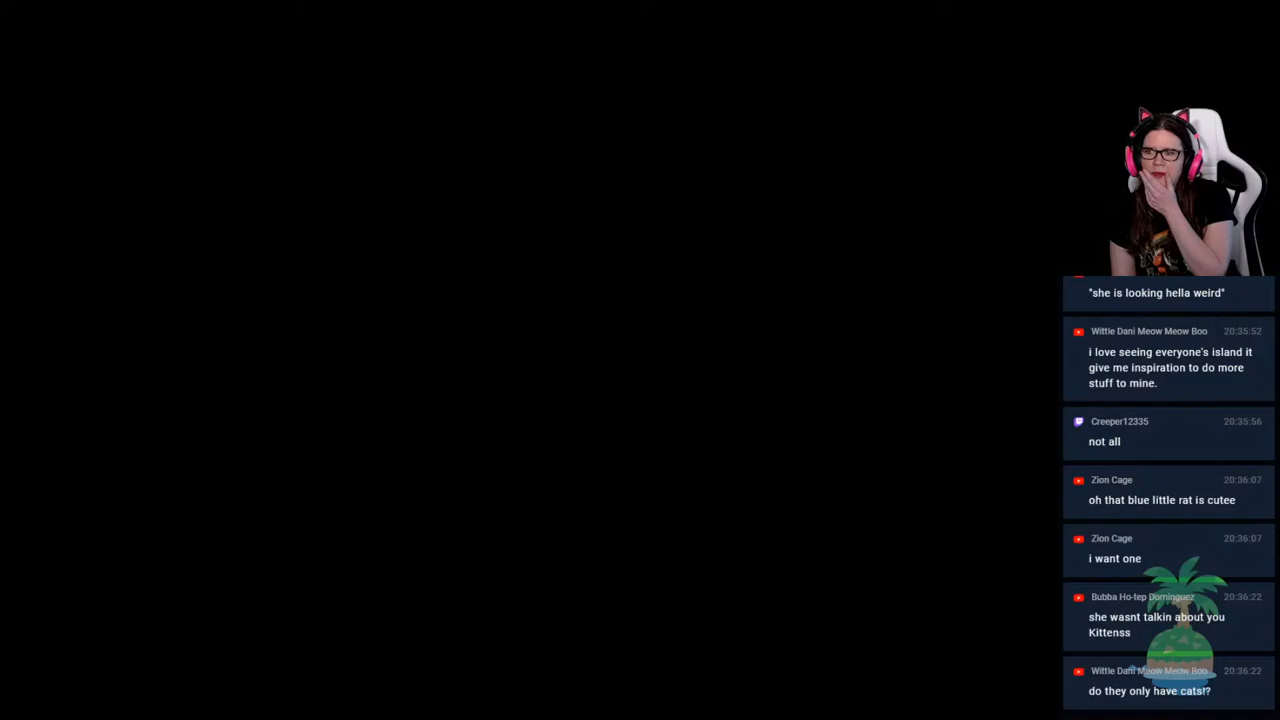 "she is looking hella weird"
Wittle Dani Meow Meow Boo 20:35:52
i love seeing everyone's island it
give me inspiration to do more
stuff to mine.
Creeper12335 20:35:56
not all
Zion Cage 20:36:07
oh that blue little rat is cutee
Zion Cage 20:36:07
i want one
Bubba Ho-tep Dominguez 20:36:22
she wasnt talkin about you
Kittenss
Wittle Dani Meow Meow Boo 20:36:22
do they only have cats!?